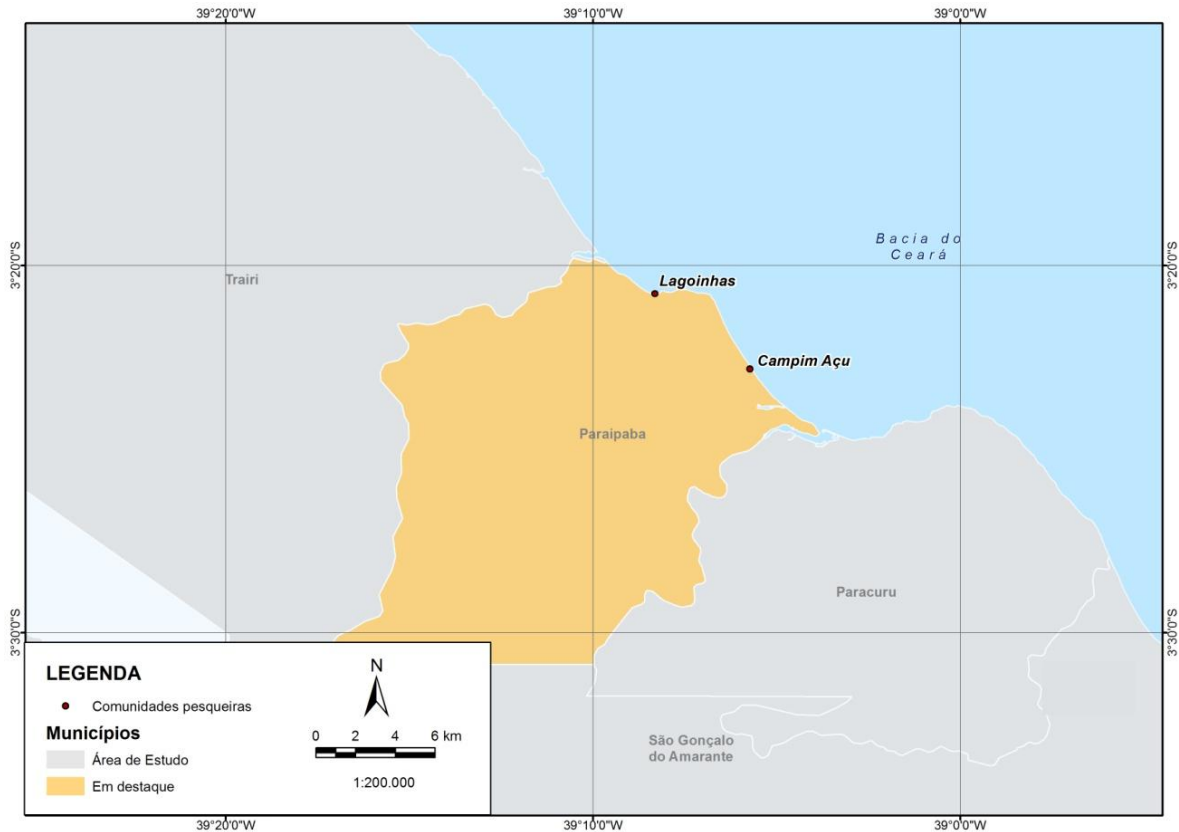 39°20'0"W
39°10'0"W
39°0'0"W
Bacia do
Ceará
3°20'0"S
3°20'0"S
Trairi
Lagoinhas
Campim Açu
Paraipaba
Paracuru
3°30'0"S
3°30'0"S
LEGENDA
Comunidades pesqueiras
Municípios
Área de Estudo
Em destaque
N
0 2 4 6 km
1:200.000
São Gonçalo
do Amarante
39°20'0"W
39°10'0"W
39°0'0"W